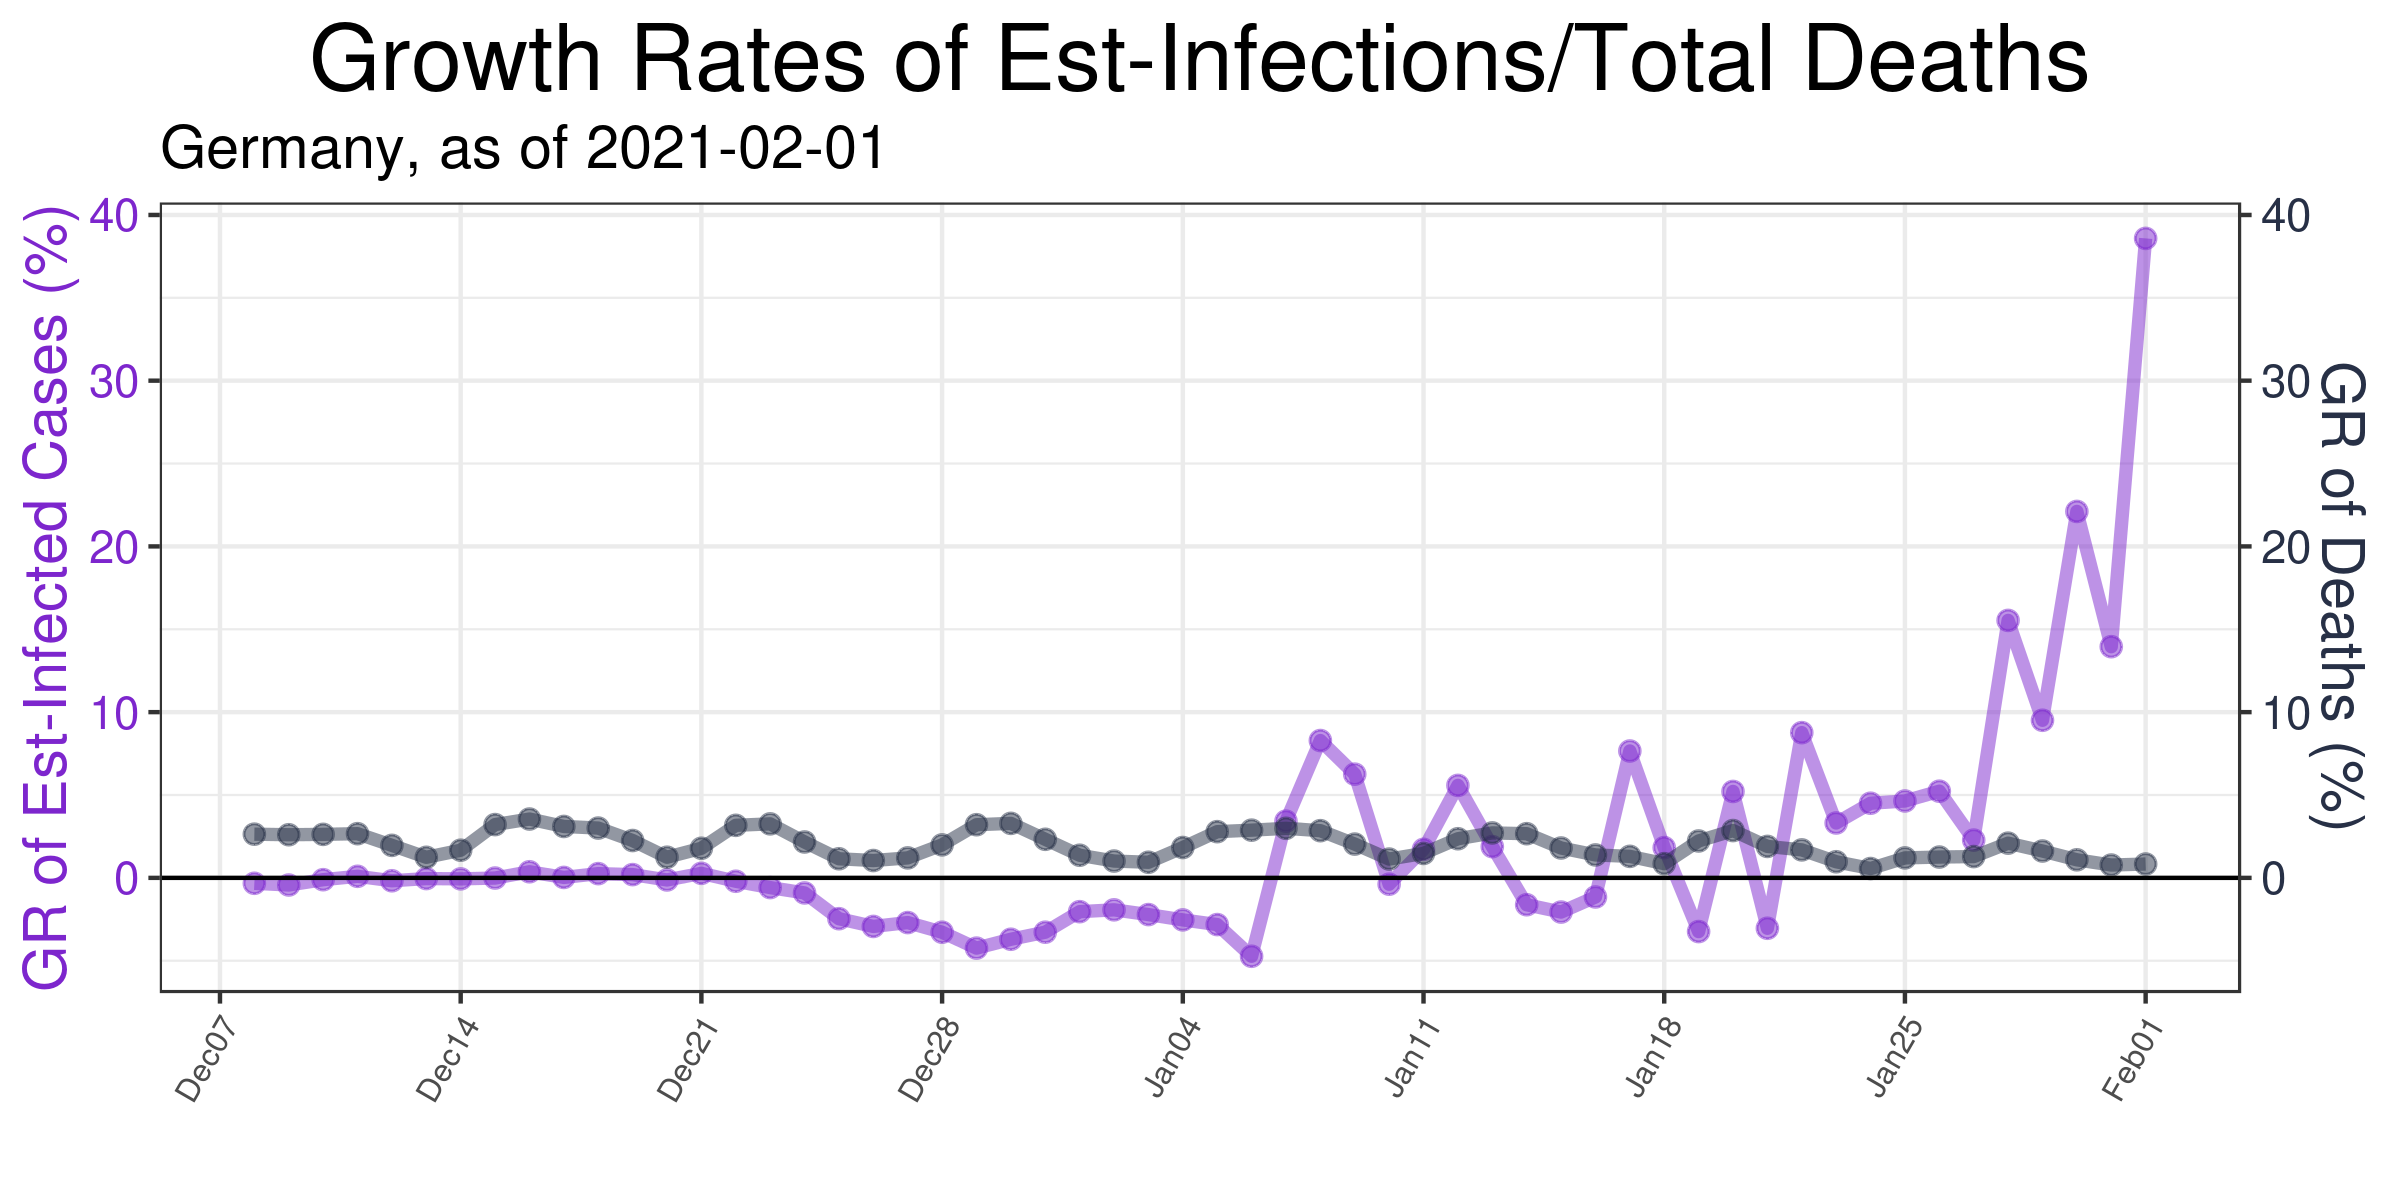 Growth Rates of Est-Infections/Total Deaths
Germany, as of 2021-02-01
GR of Est-Infected Cases (%)
40
30
20
10
0
40
30
20
10
0
GR of Deaths (%)
Dec07
Dec14
Dec21
Dec28
Jan04
Jan11
Jan18
Jan25
Feb01